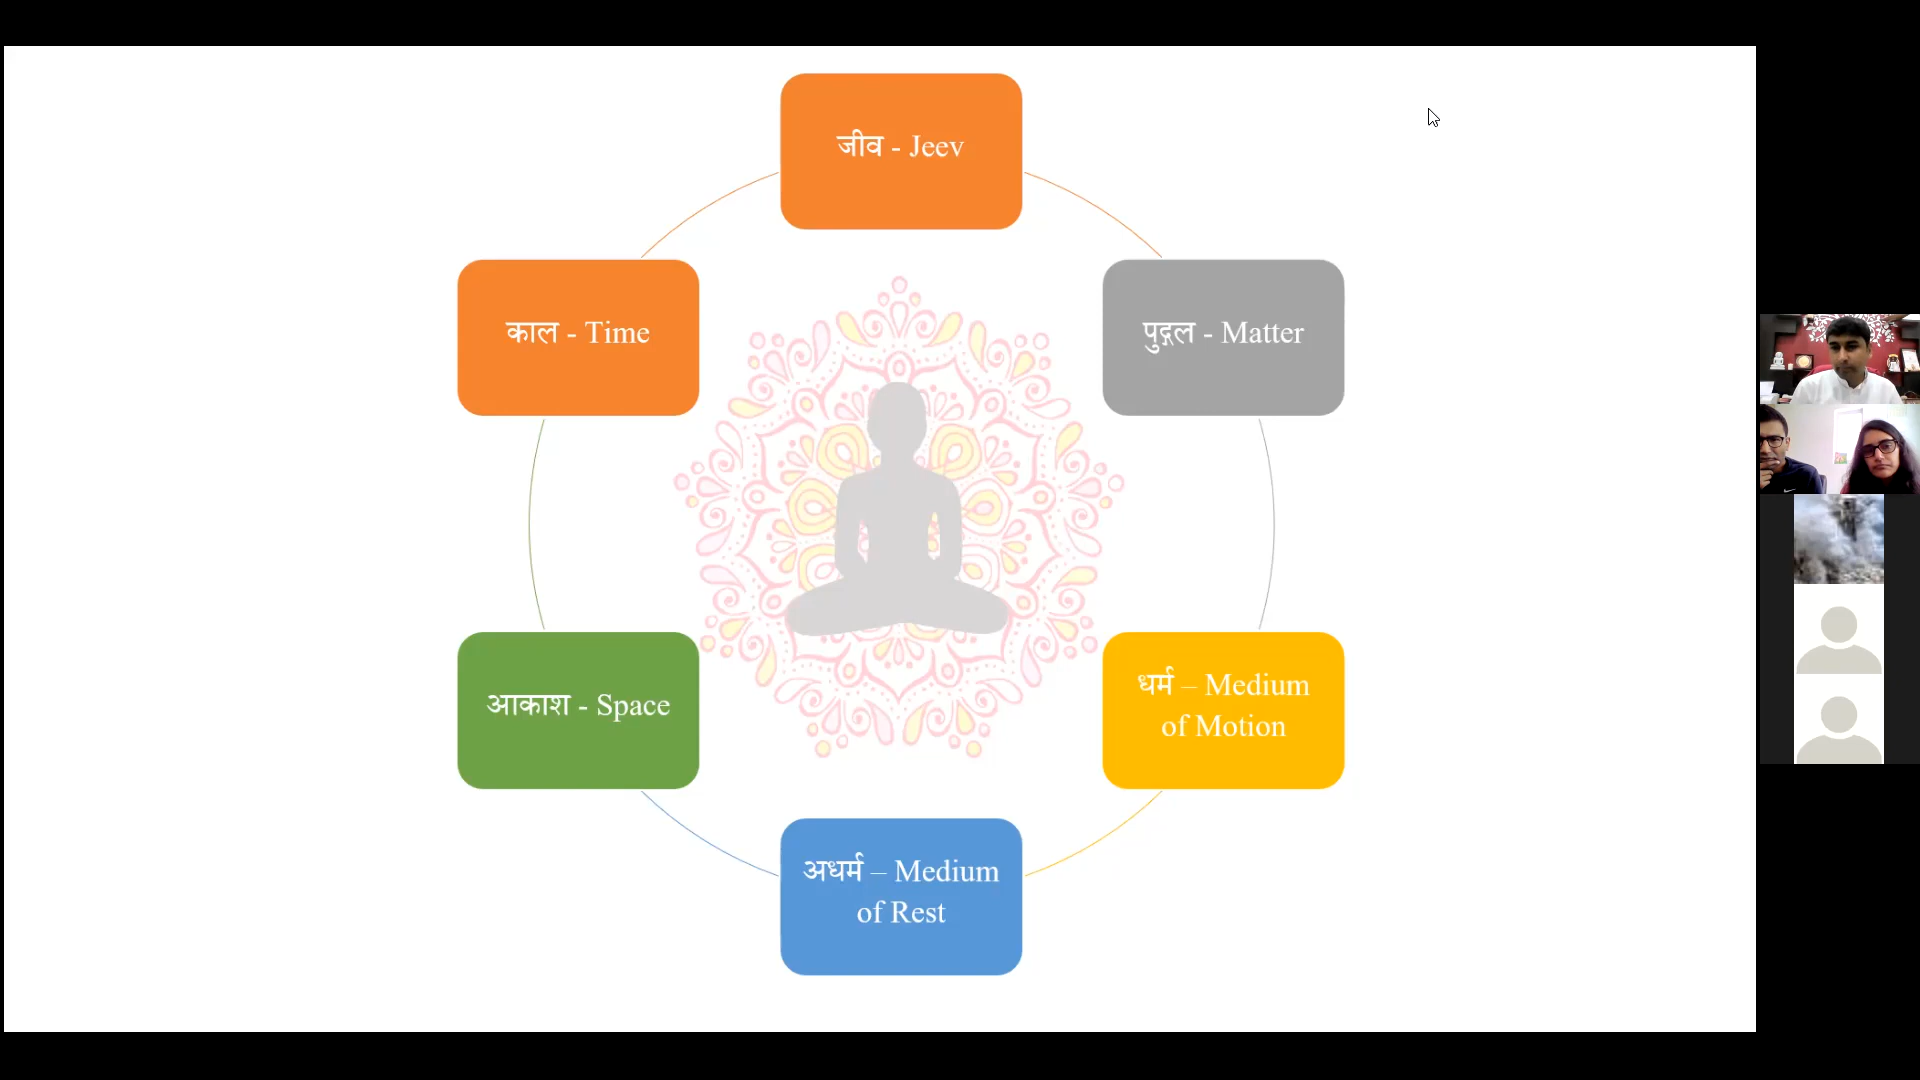 जीव - Jeev
पुद्गल - Matter
धर्म – Medium
of Motion
अधर्म – Medium
of Rest
आकाश - Space
काल - Time